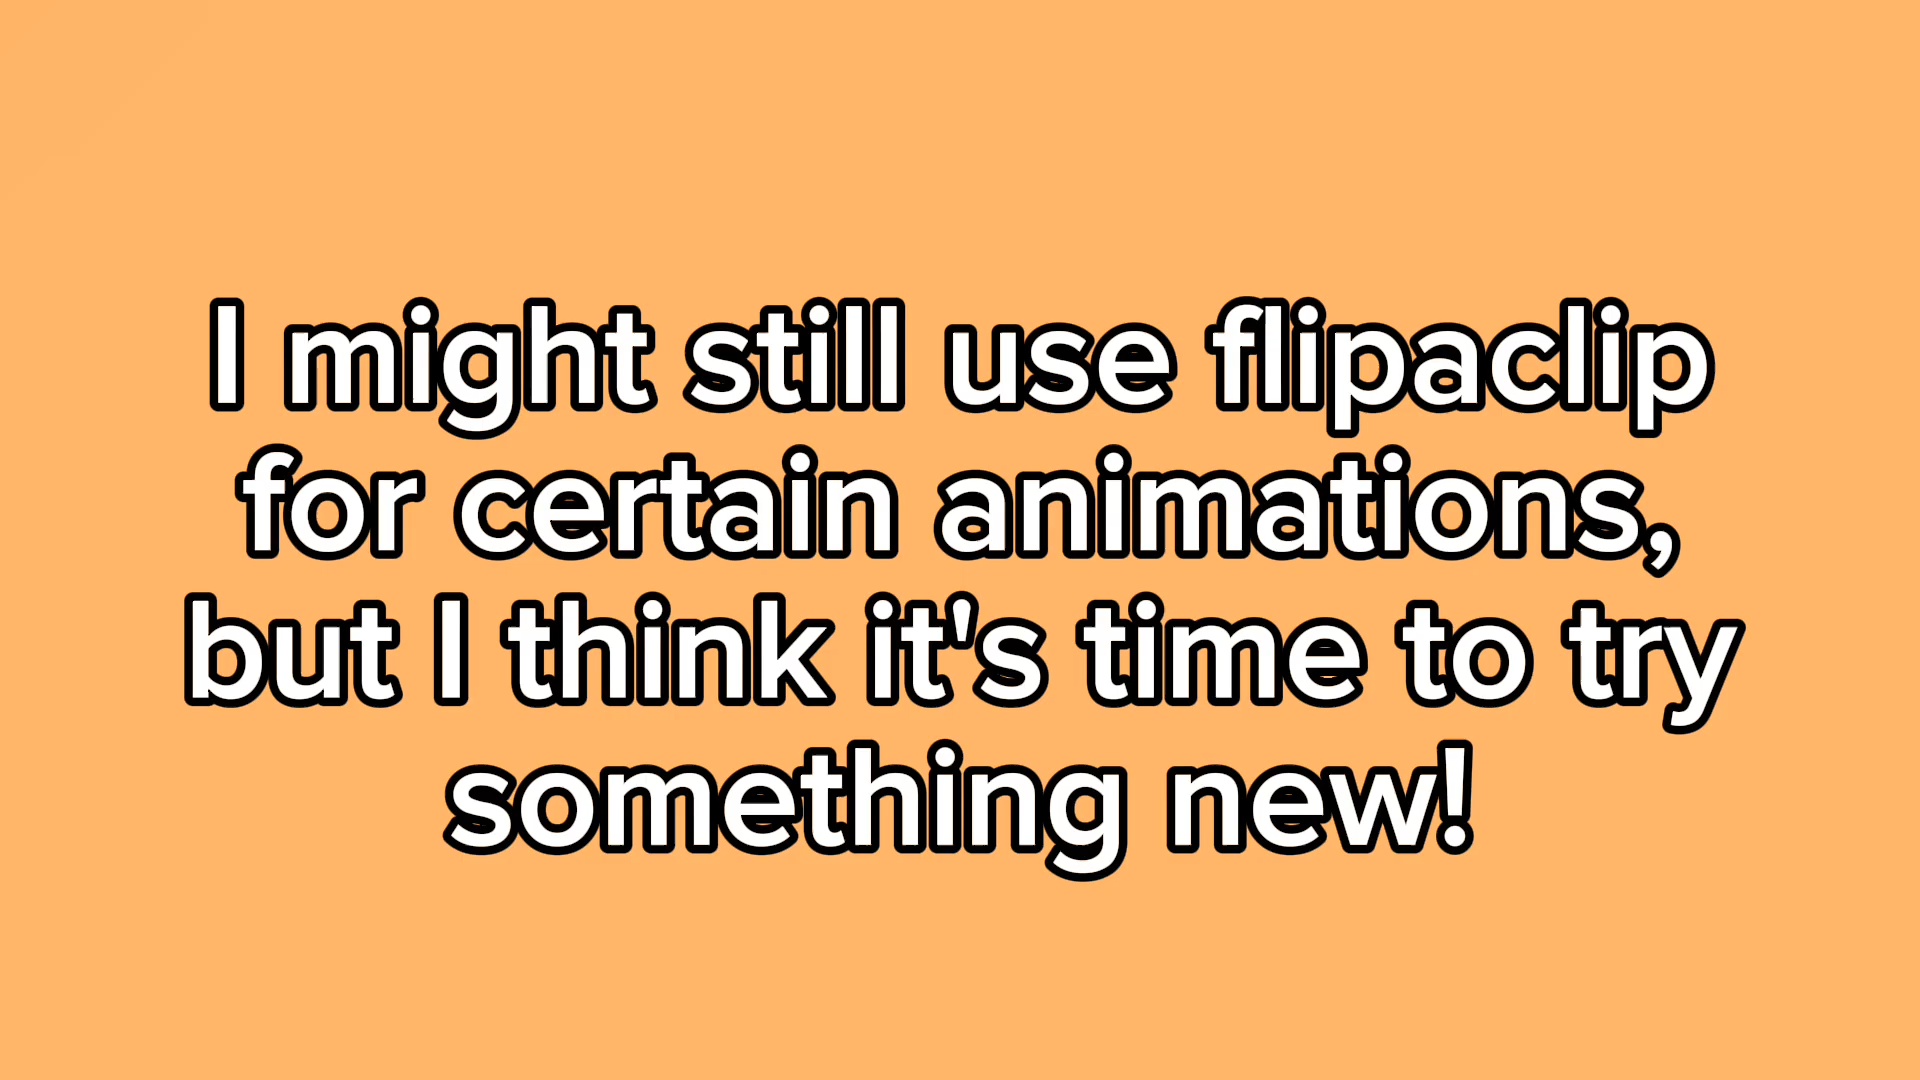 I might still use flipaclip
for certain animations,
but I think it's time to try
something new!